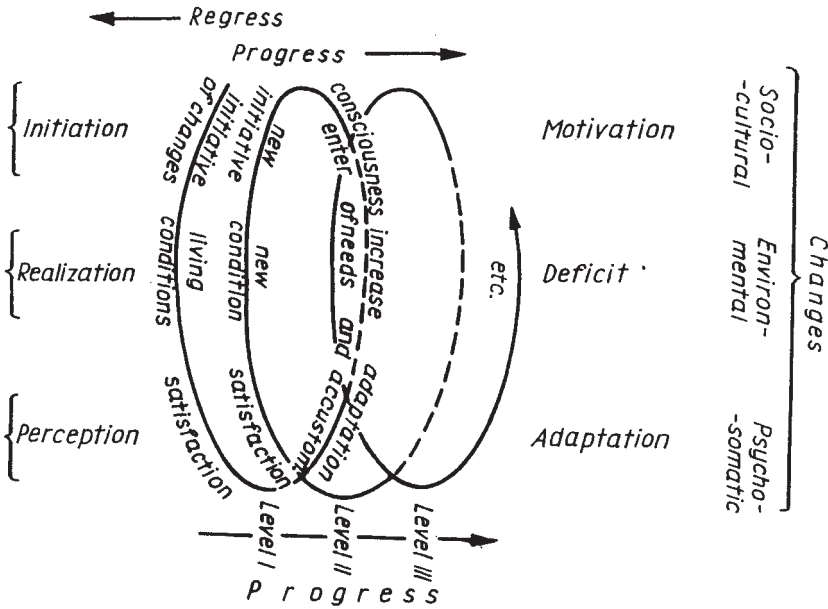 Regress
Progress
Initiation
Realization
Perception
initiative
of changes
living
conditions
satisfaction
new
initiative
new
condition
satisfaction
enter
of needs
and accustom.
consciousness increase
adaptation
etc.
Motivation
Deficit
Adaptation
Socio-
-cultural
Environ-
mental
Psycho-
-somatic
Changes
Level I
Level II
Level III
Progress